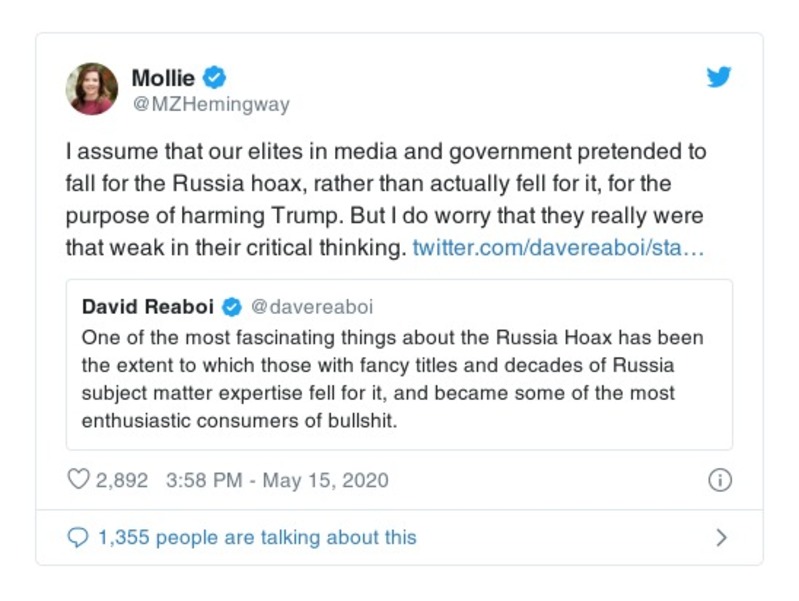 Mollie
@MZHemingway
I assume that our elites in media and government pretended to
fall for the Russia hoax, rather than actually fell for it, for the
purpose of harming Trump. But I do worry that they really were
that weak in their critical thinking. twitter.com/davereaboi/sta…
David Reaboi @davereaboi
One of the most fascinating things about the Russia Hoax has been
the extent to which those with fancy titles and decades of Russia
subject matter expertise fell for it, and became some of the most
enthusiastic consumers of bullshit.
2,892 3:58 PM - May 15, 2020
1,355 people are talking about this